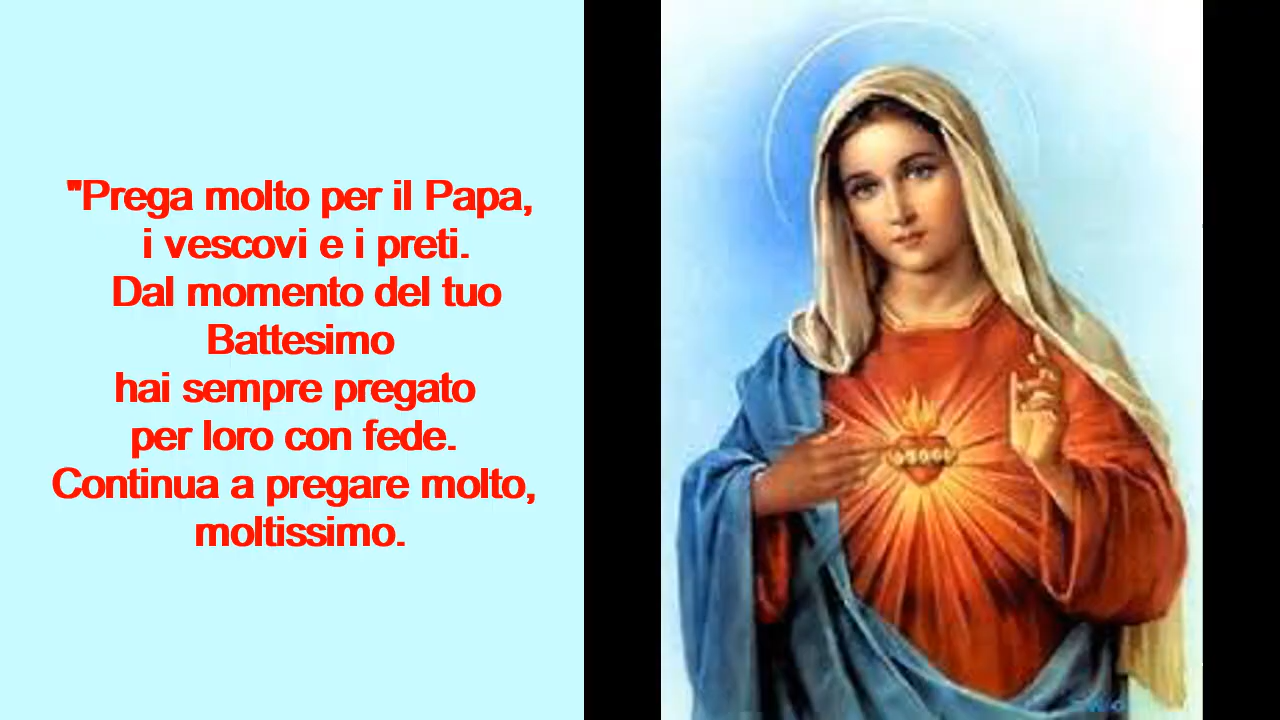 "Prega molto per il Papa,
i vescovi e i preti.
Dal momento del tuo
Battesimo
hai sempre pregato
per loro con fede.
Continua a pregare molto,
moltissimo.